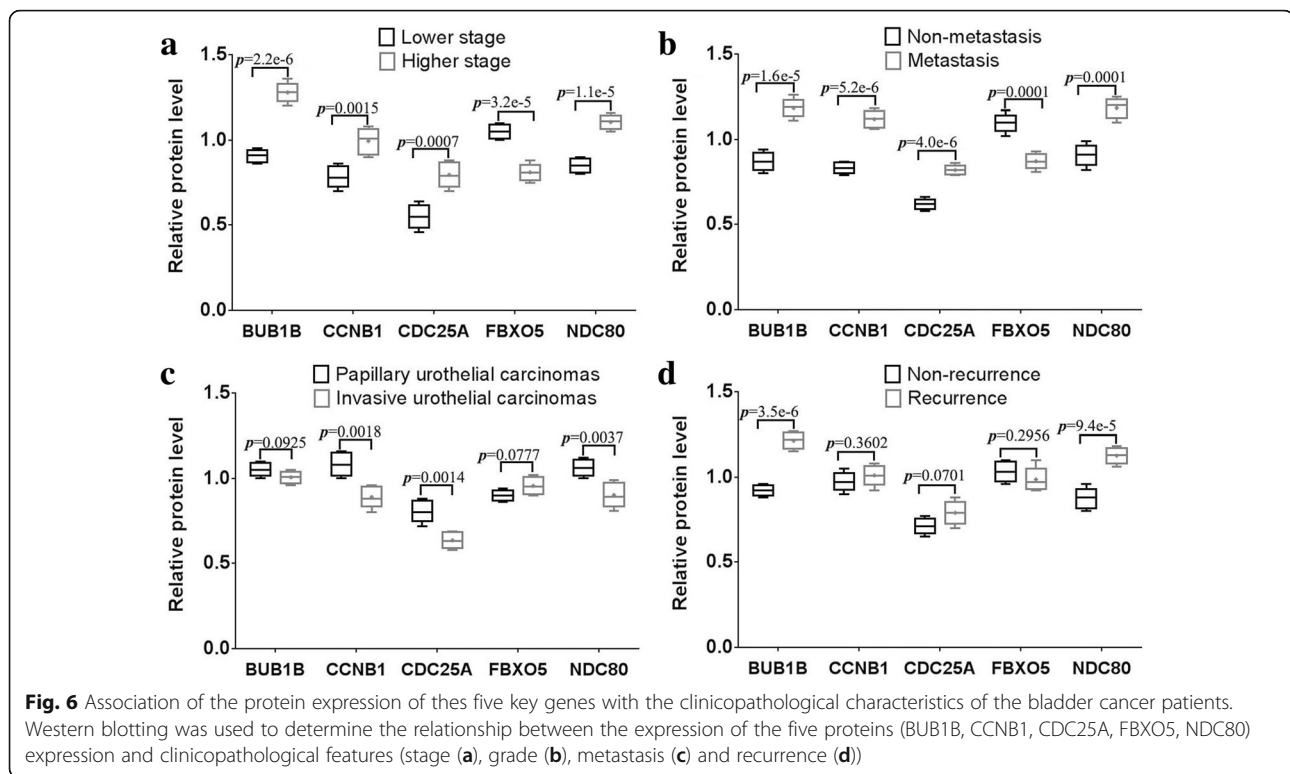 a
Lower stage
Higher stage
Relative protein level
1.5
1.0
0.5
0.0
p=2.2e-6
p=0.0015
p=0.0007
p=3.2e-5
p=1.1e-5
BUB1B CCNB1 CDC25A FBXO5 NDC80
b
Non-metastasis
Metastasis
Relative protein level
1.5
1.0
0.5
0.0
p=1.6e-5
p=5.2e-6
p=4.0e-6
p=0.0001
p=0.0001
BUB1B CCNB1 CDC25A FBXO5 NDC80
c
Papillary urothelial carcinomas
Invasive urothelial carcinomas
Relative protein level
1.5
1.0
0.5
0.0
p=0.0925
p=0.0018
p=0.0014
p=0.0777
p=0.0037
BUB1B CCNB1 CDC25A FBXO5 NDC80
d
Non-recurrence
Recurrence
Relative protein level
1.5
1.0
0.5
0.0
p=3.5e-6
p=0.3602
p=0.0701
p=0.2956
p=9.4e-5
BUB1B CCNB1 CDC25A FBXO5 NDC80
Fig. 6 Association of the protein expression of thes five key genes with the clinicopathological characteristics of the bladder cancer patients.
Western blotting was used to determine the relationship between the expression of the five proteins (BUB1B, CCNB1, CDC25A, FBXO5, NDC80)
expression and clinicopathological features (stage (a), grade (b), metastasis (c) and recurrence (d))